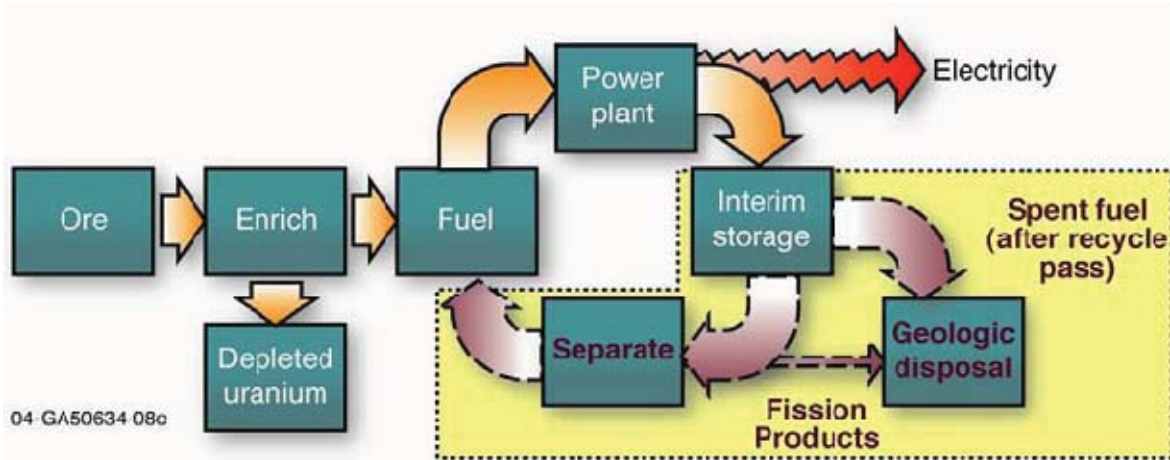 Power
plant
Electricity
Ore
Enrich
Fuel
Interim
storage
Spent fuel
(after recycle
pass)
Depleted
uranium
Separate
Geologic
disposal
Fission
Products
04-GA50634-08c